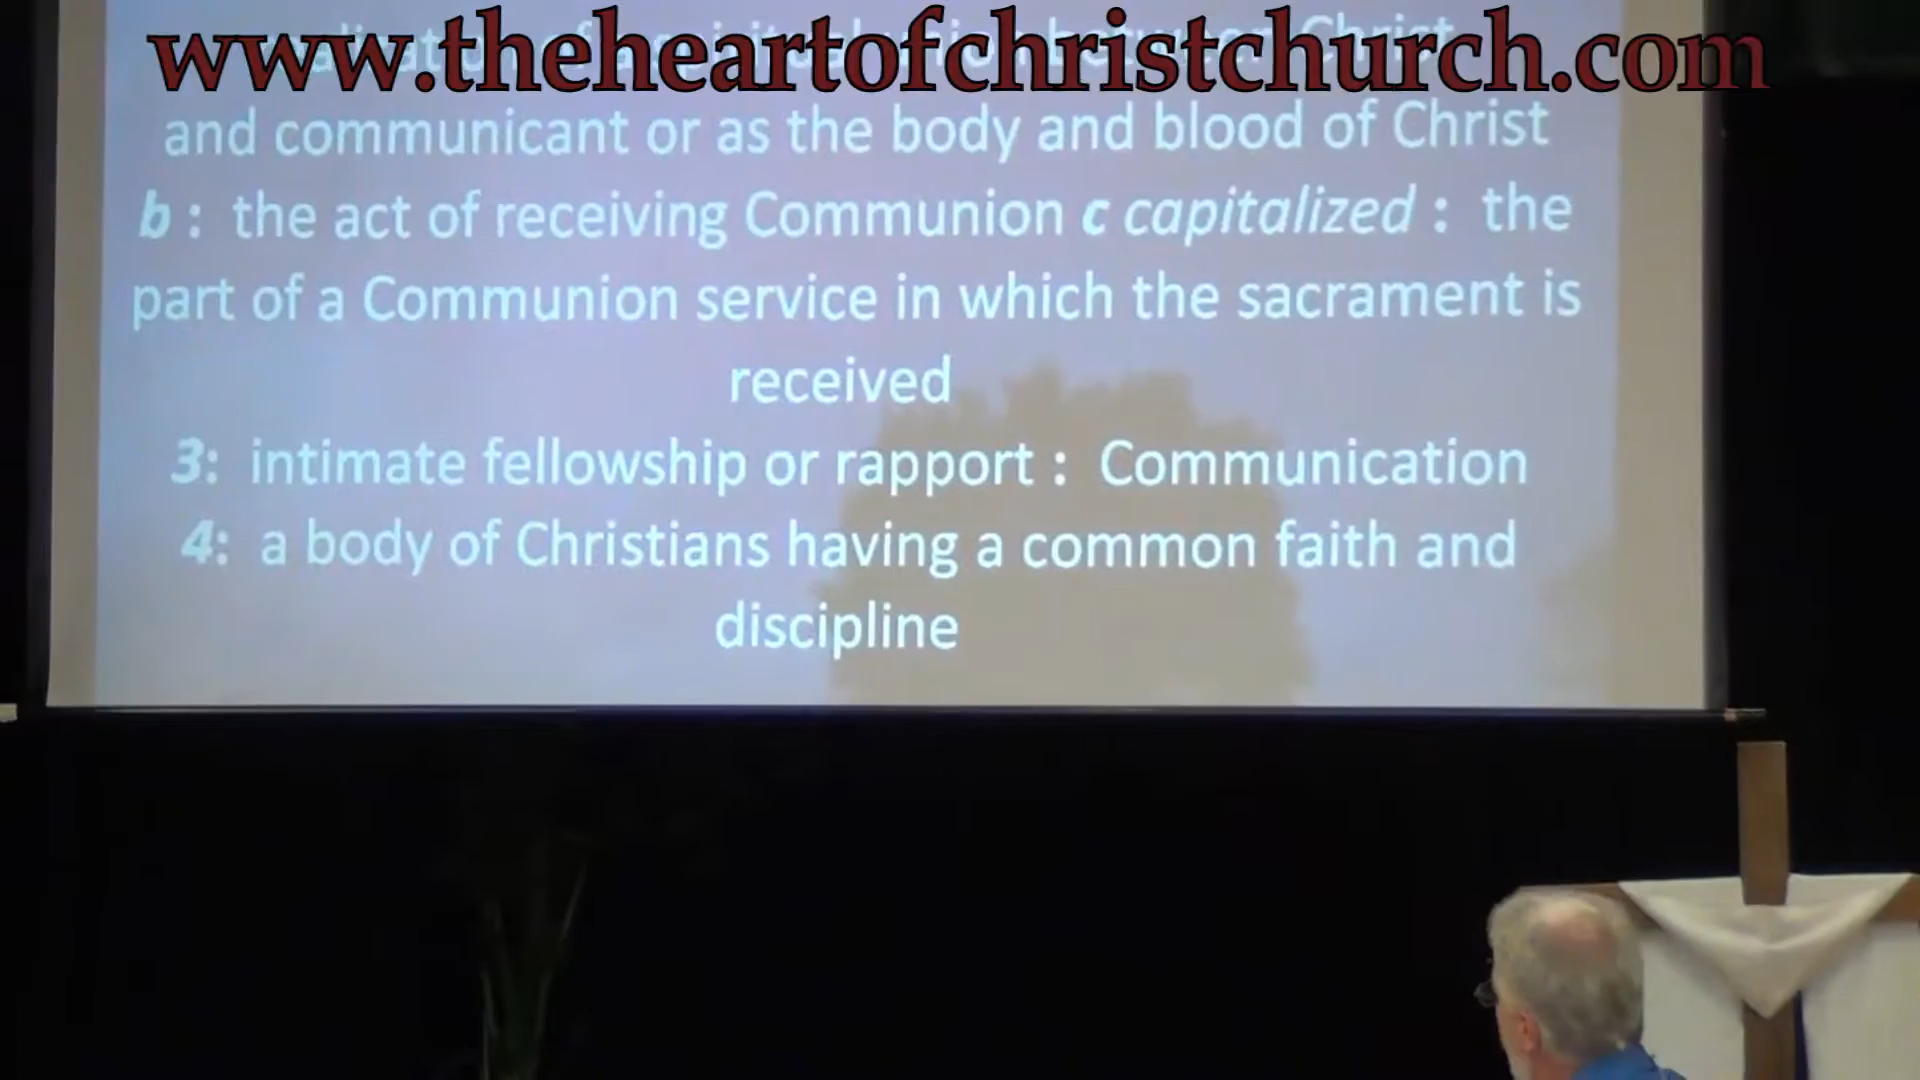 www.theheartofchristchurch.com
and communicant or as the body and blood of Christ
b : the act of receiving Communion c capitalized : the
part of a Communion service in which the sacrament is
received
3: intimate fellowship or rapport : Communication
4: a body of Christians having a common faith and
discipline